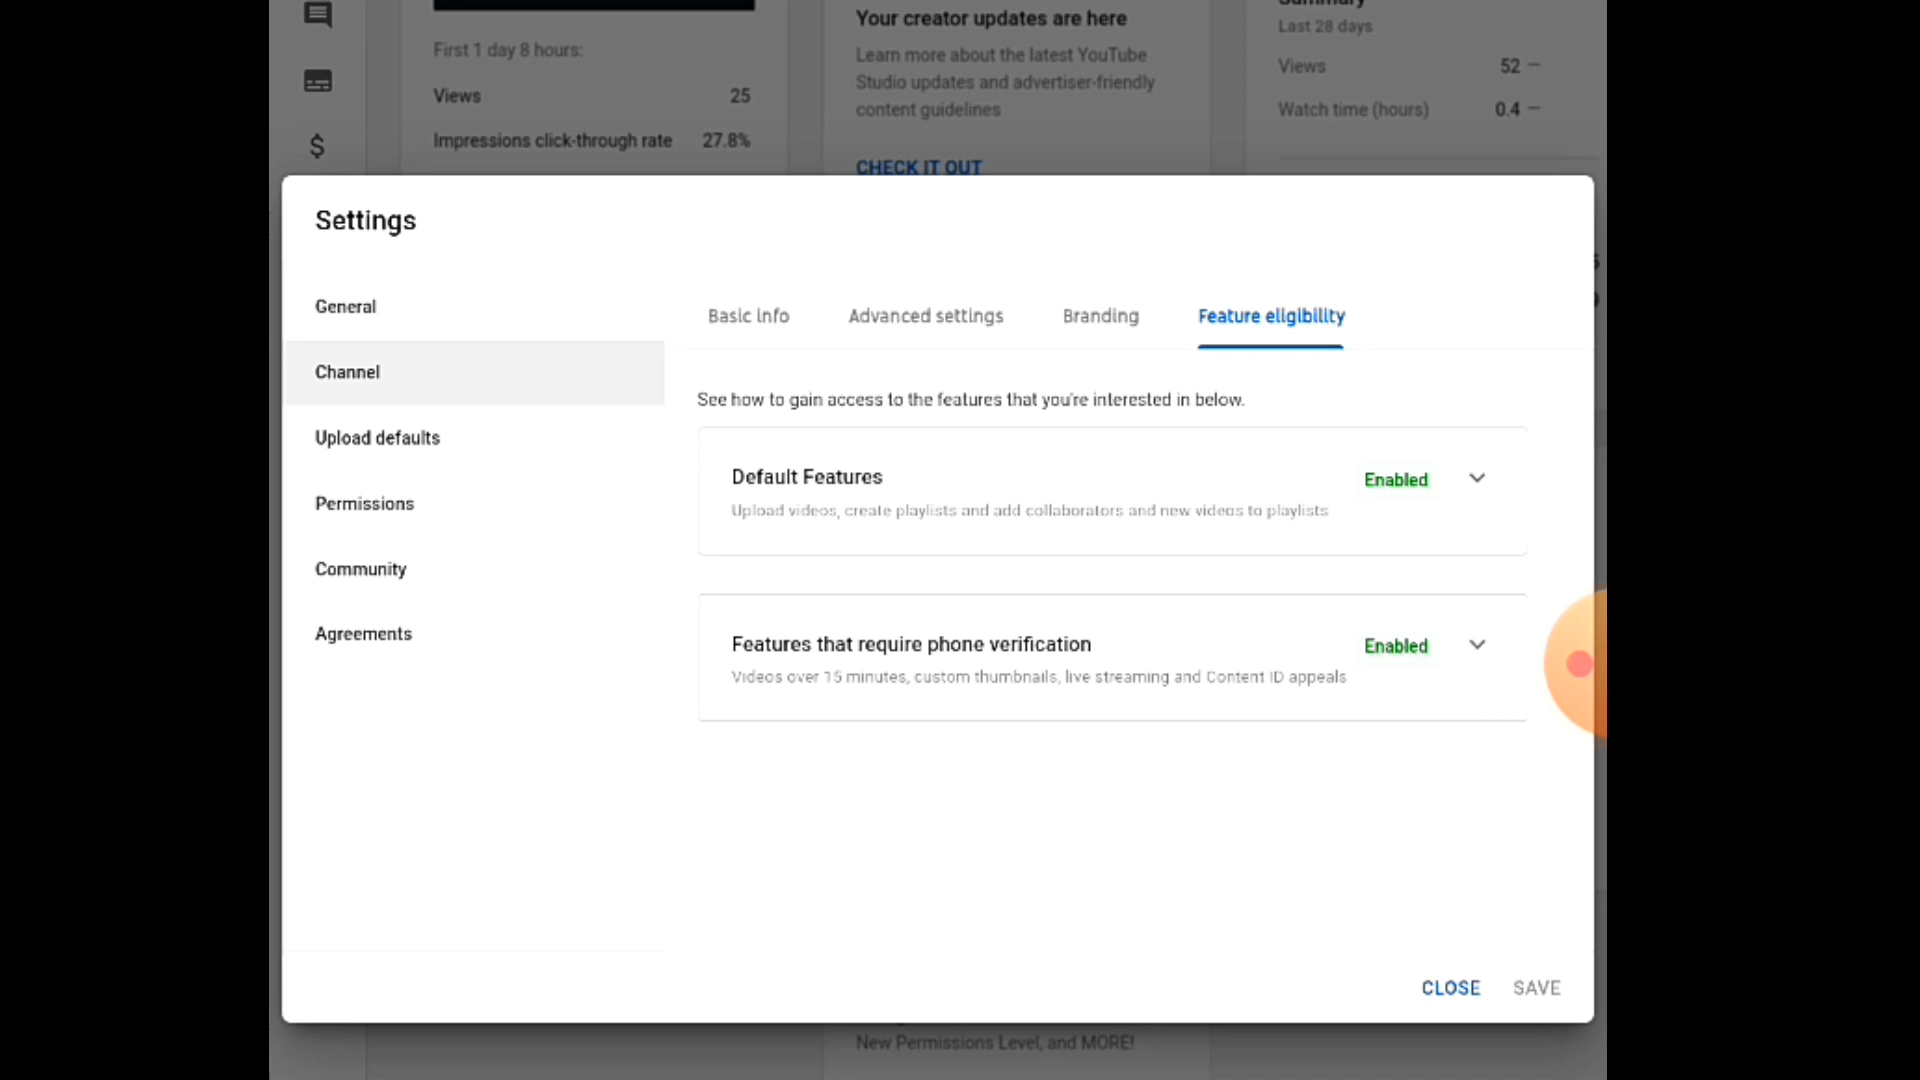 First 1 day 8 hours:
Views 25
Impressions click-through rate 27.8%
Your creator updates are here
Learn more about the latest YouTube
Studio updates and advertiser-friendly
content guidelines
CHECK IT OUT
Summary
Last 28 days
Views 52 —
Watch time (hours) 0.4 —
Settings
General
Channel
Upload defaults
Permissions
Community
Agreements
Basic info Advanced settings Branding Feature eligibility
See how to gain access to the features that you're interested in below.
Default Features Enabled
Upload videos, create playlists and add collaborators and new videos to playlists
Features that require phone verification Enabled
Videos over 15 minutes, custom thumbnails, live streaming and Content ID appeals
CLOSE SAVE
New Permissions Level, and MORE!